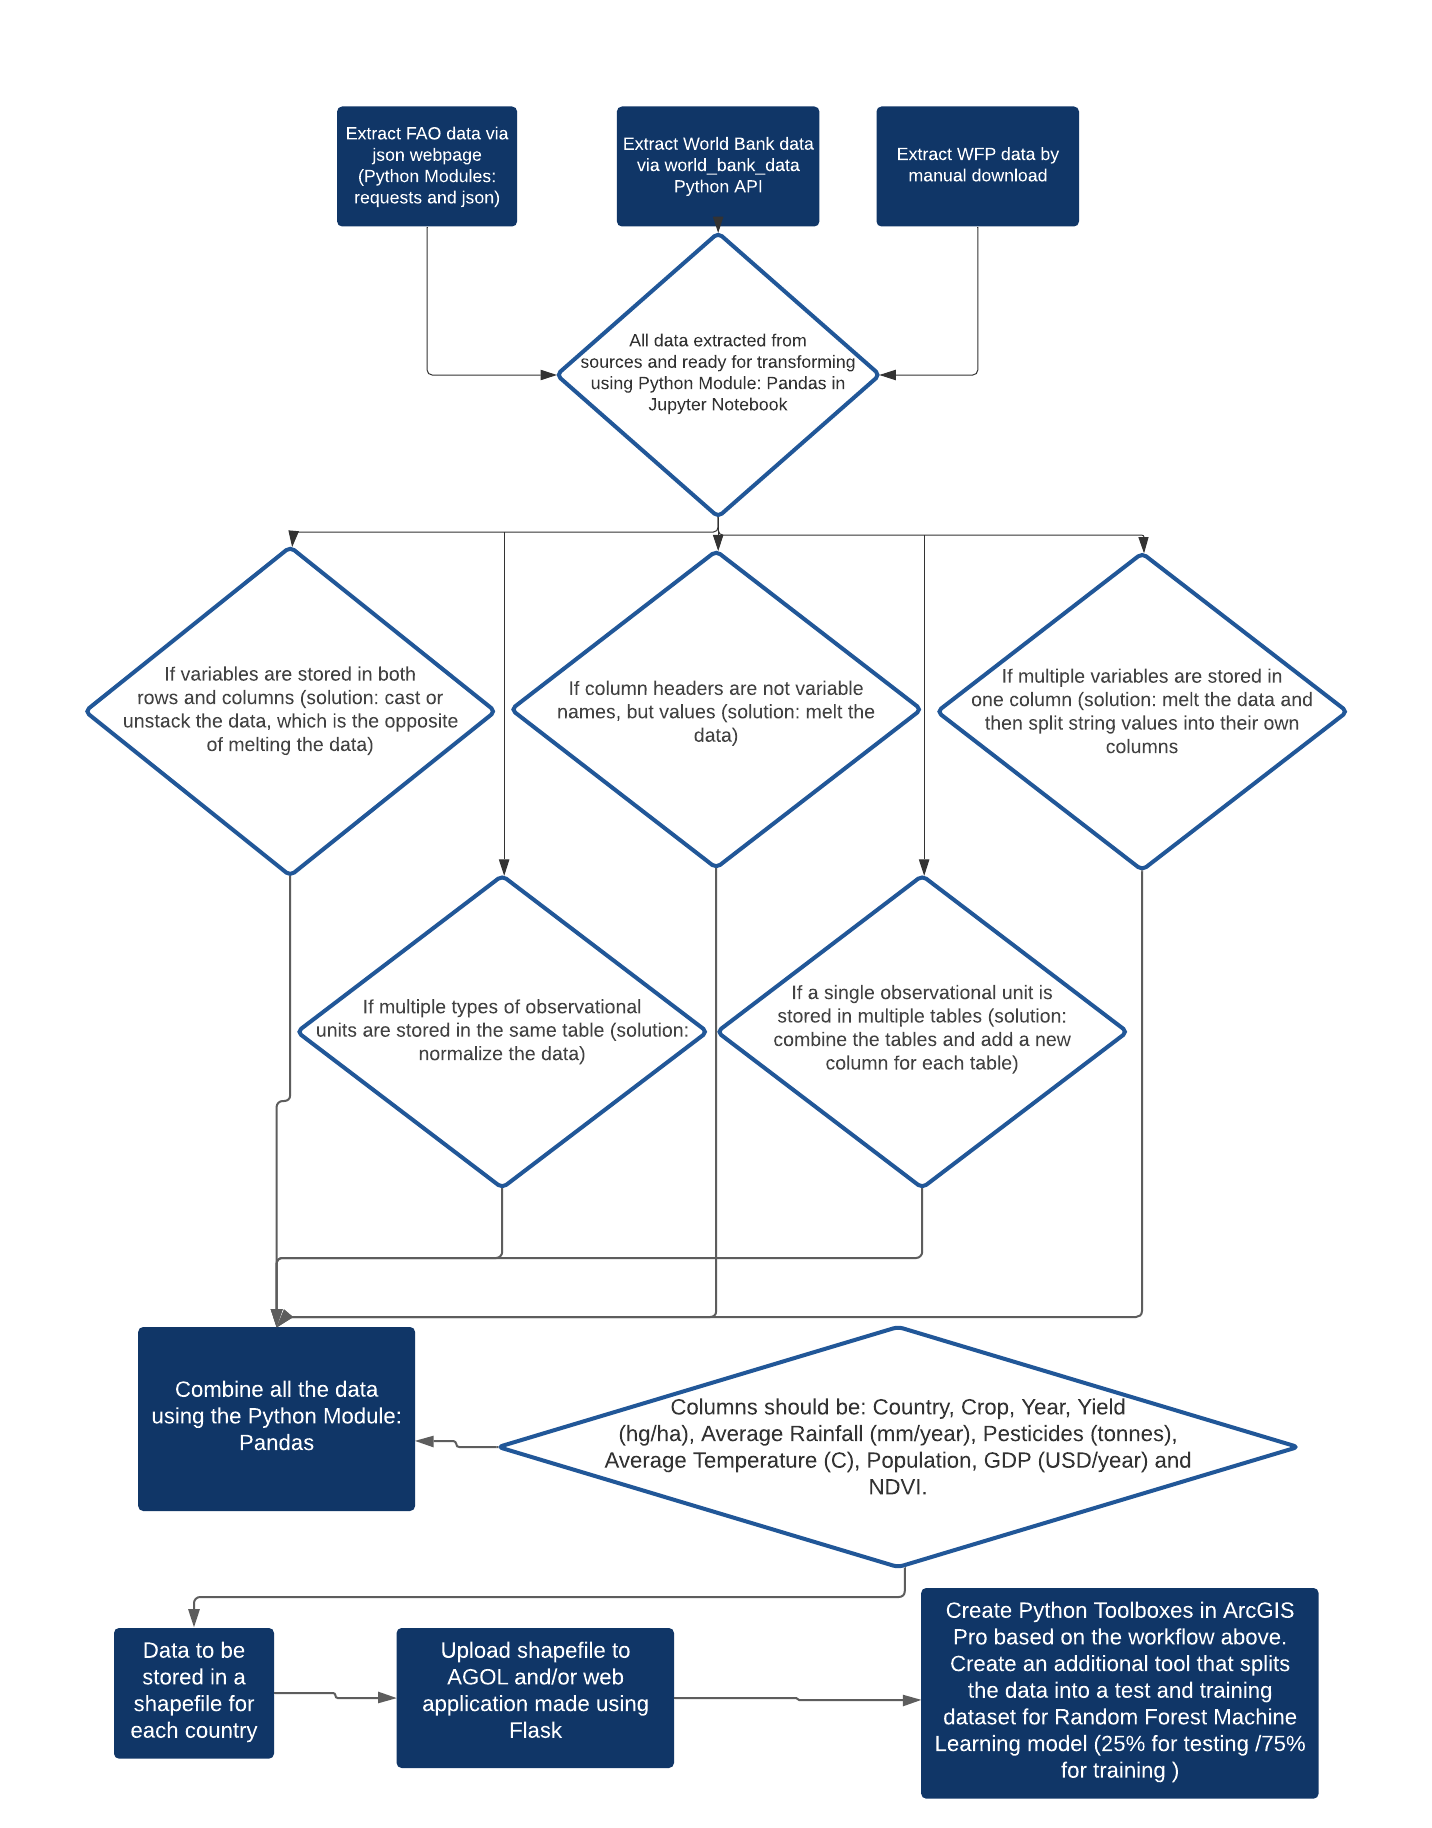 Extract FAO data via
json webpage
(Python Modules:
requests and json)
Extract World Bank data
via world_bank_data
Python API
Extract WFP data by
manual download
All data extracted from
sources and ready for transforming
using Python Module: Pandas in
Jupyter Notebook
If variables are stored in both
rows and columns (solution: cast or
unstack the data, which is the opposite
of melting the data)
If column headers are not variable
names, but values (solution: melt the
data)
If multiple variables are stored in
one column (solution: melt the data and
then split string values into their own
columns
If multiple types of observational
units are stored in the same table (solution:
normalize the data)
If a single observational unit is
stored in multiple tables (solution:
combine the tables and add a new
column for each table)
Combine all the data
using the Python Module:
Pandas
Columns should be: Country, Crop, Year, Yield
(hg/ha), Average Rainfall (mm/year), Pesticides (tonnes),
Average Temperature (C), Population, GDP (USD/year) and
NDVI.
Data to be
stored in a
shapefile for
each country
Upload shapefile to
AGOL and/or web
application made using
Flask
Create Python Toolboxes in ArcGIS
Pro based on the workflow above.
Create an additional tool that splits
the data into a test and training
dataset for Random Forest Machine
Learning model (25% for testing /75%
for training )